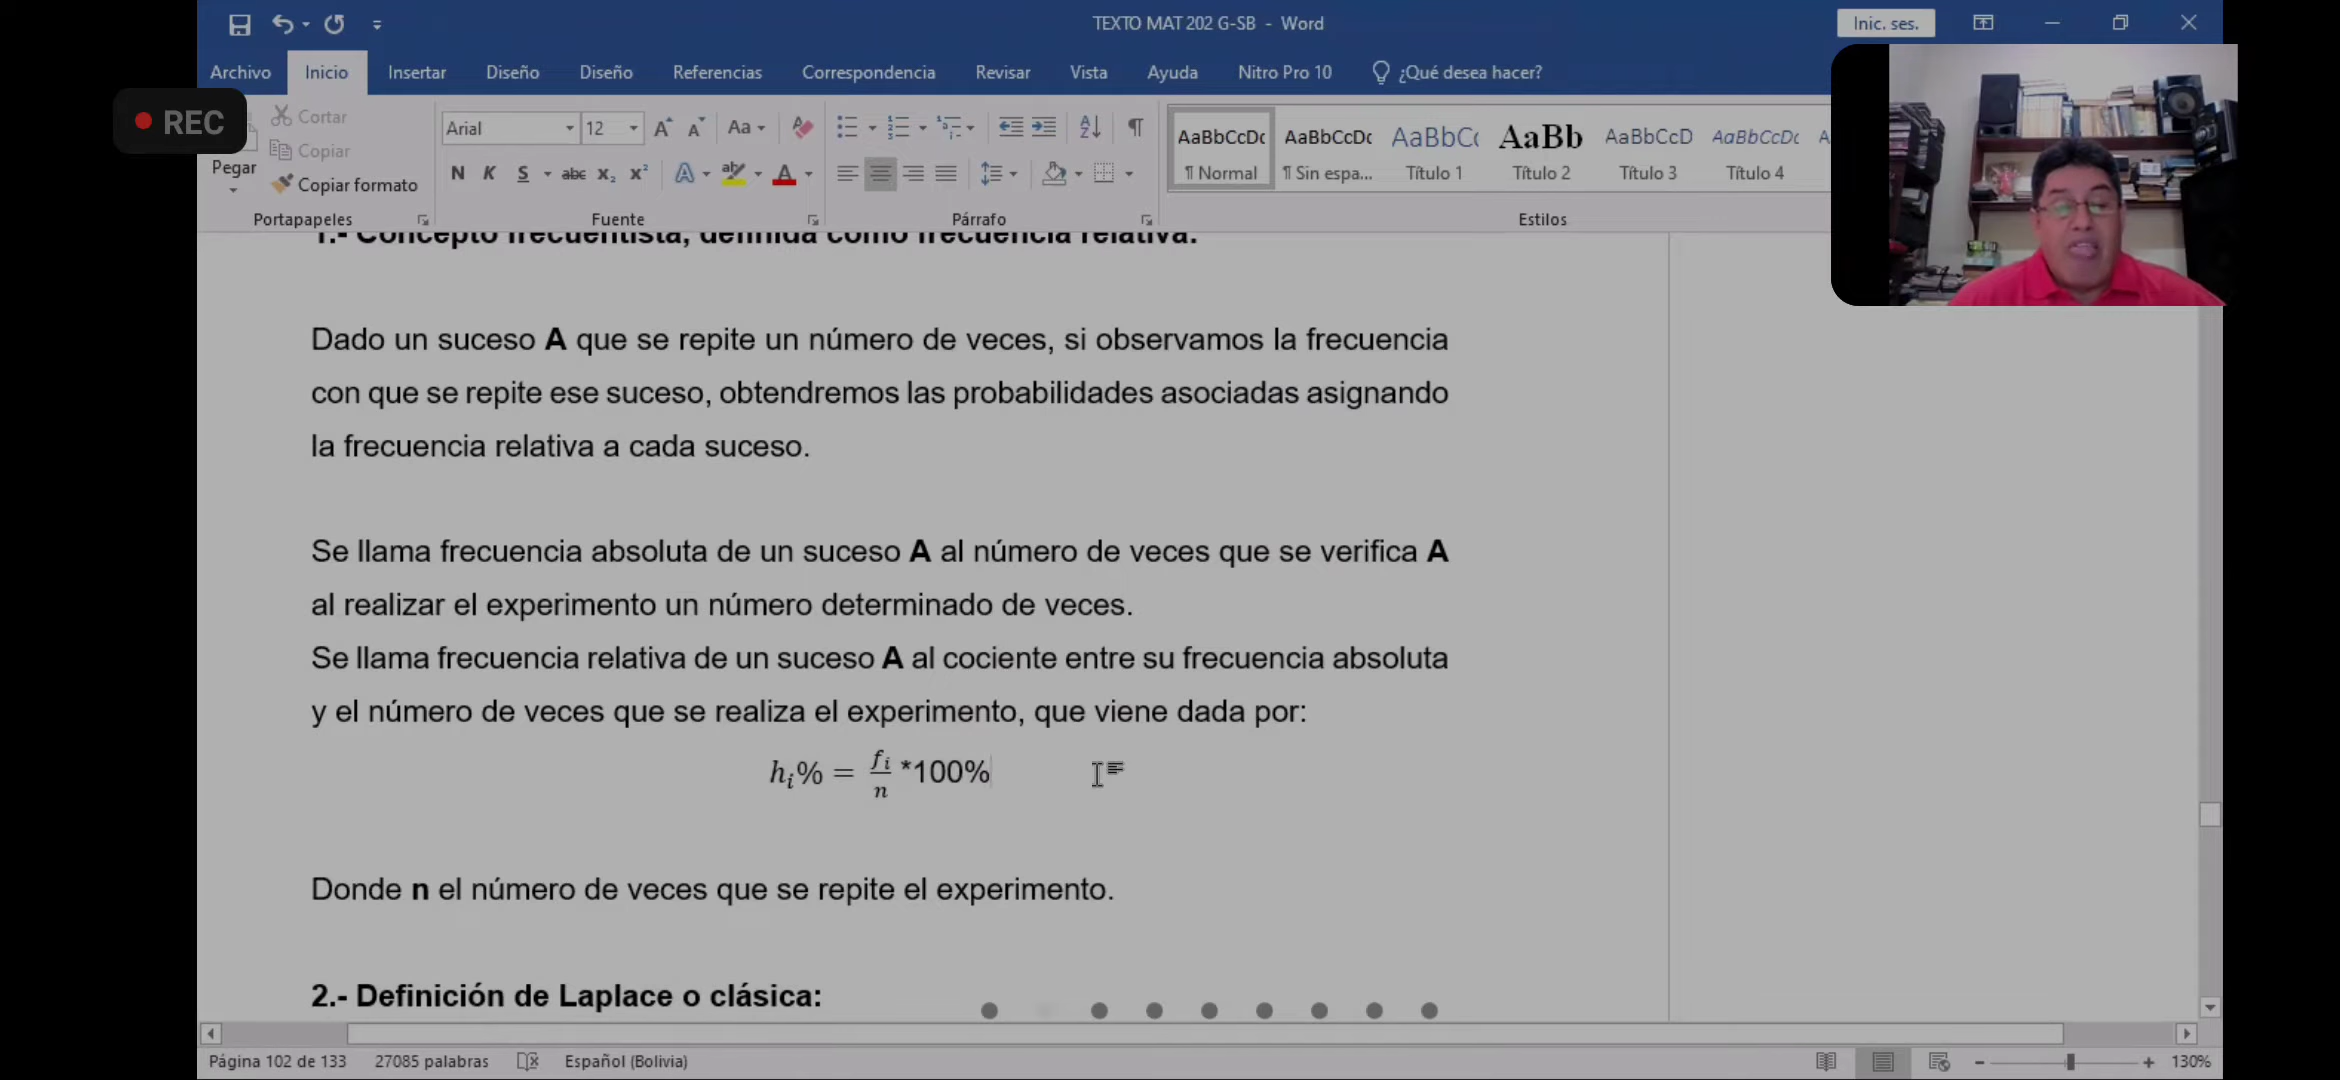 TEXTO MAT 202 G-SB - Word
Inic. ses.
Archivo Inicio Insertar Diseño Diseño Referencias Correspondencia Revisar Vista Ayuda Nitro Pro 10 ¿Qué desea hacer?
REC
Pegar
Cortar
Copiar
Copiar formato
Portapapeles
Arial 12
Aa
N K S abc x₂ x²
A
Fuente
Párrafo
AaBbCcDc AaBbCcDc AaBbC( AaBb AaBbCcD AaBbCcDc
¶ Normal ¶ Sin espa... Título 1 Título 2 Título 3 Título 4
Estilos
1.- Concepto frecuentista, definida como frecuencia relativa.
Dado un suceso A que se repite un número de veces, si observamos la frecuencia
con que se repite ese suceso, obtendremos las probabilidades asociadas asignando
la frecuencia relativa a cada suceso.
Se llama frecuencia absoluta de un suceso A al número de veces que se verifica A
al realizar el experimento un número determinado de veces.
Se llama frecuencia relativa de un suceso A al cociente entre su frecuencia absoluta
y el número de veces que se realiza el experimento, que viene dada por:
hᵢ% = fᵢ/n *100%
Donde n el número de veces que se repite el experimento.
2.- Definición de Laplace o clásica:
Página 102 de 133 27085 palabras Español (Bolivia) 130%